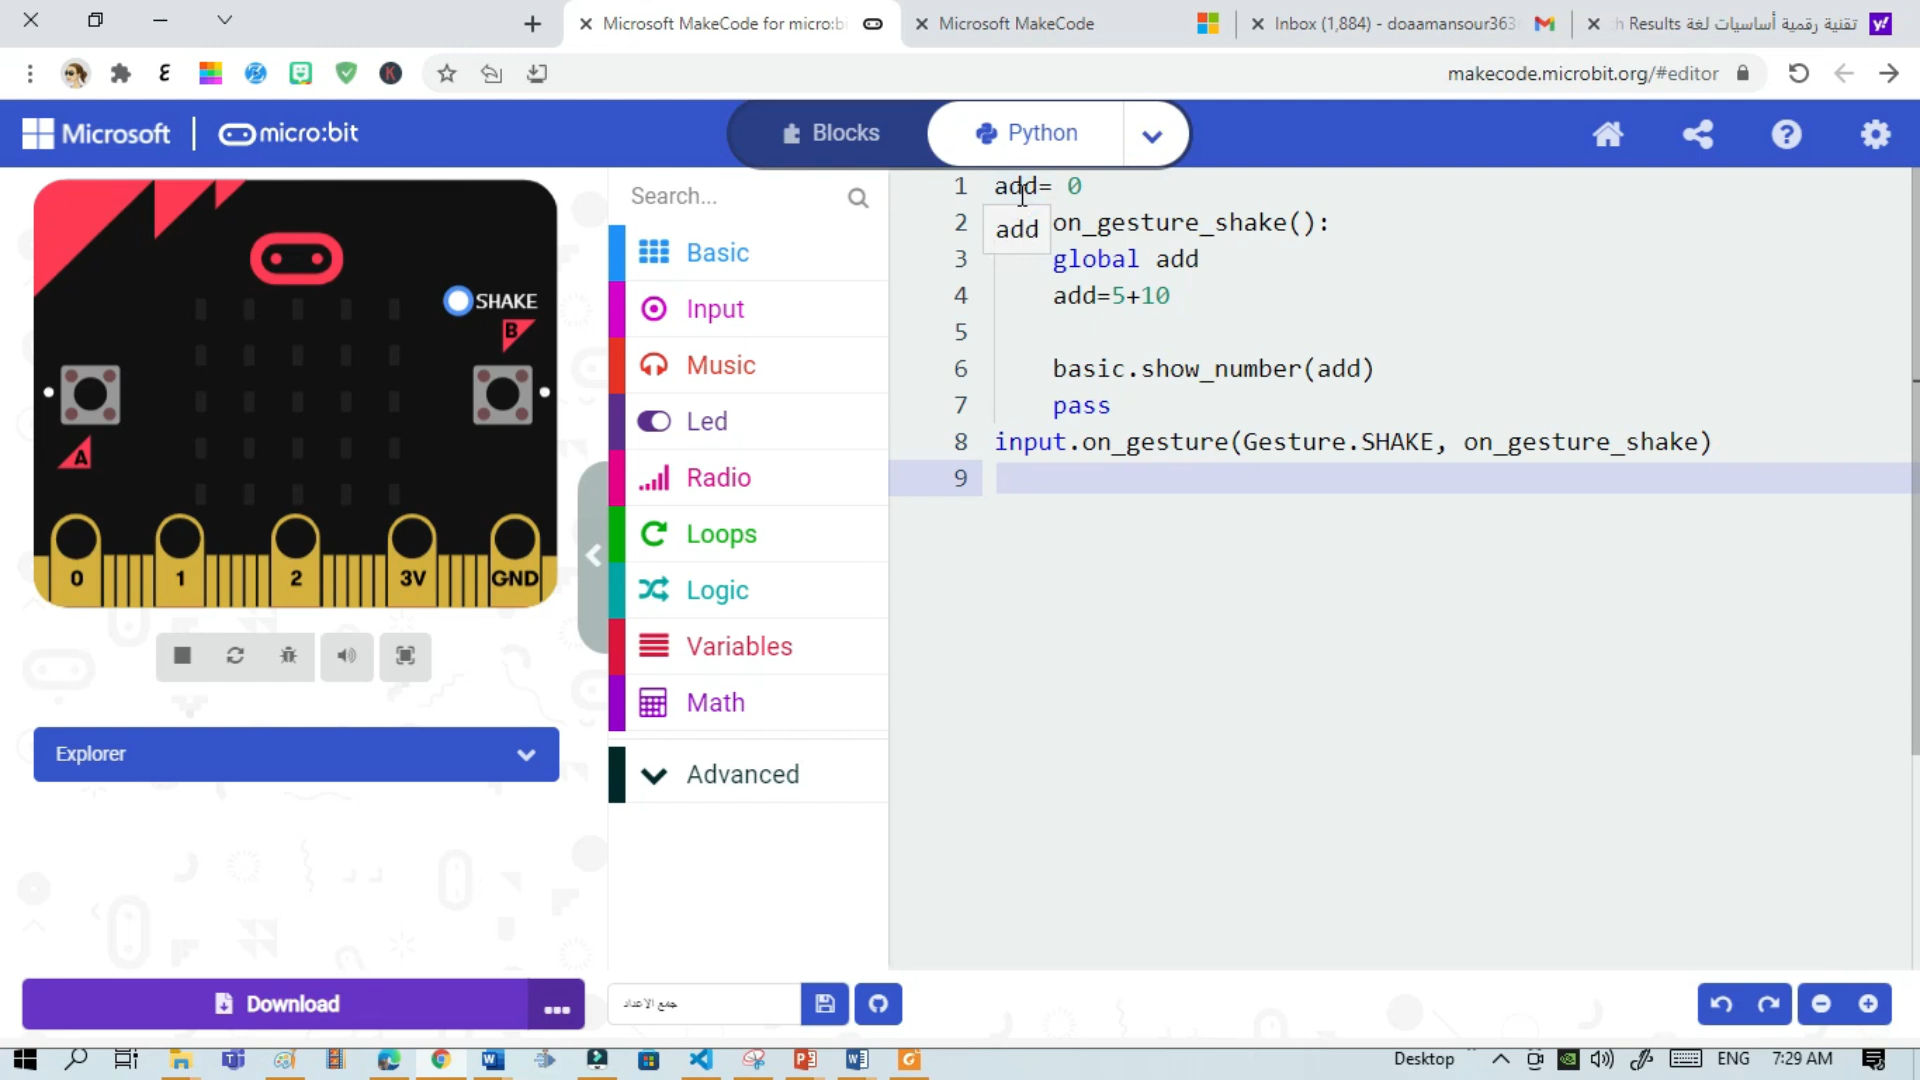 Microsoft MakeCode for micro:bi
Microsoft MakeCode
Inbox (1,884) - doaamansour363
h Results تقنية رقمية أساسيات لغة
makecode.microbit.org/#editor
Microsoft
micro:bit
Blocks
Python
SHAKE
B
A
0
1
2
3V
GND
Explorer
Download
...
Search...
Basic
Input
Music
Led
Radio
Loops
Logic
Variables
Math
Advanced
1 add= 0
2 on_gesture_shake():
add
3 global add
4 add=5+10
5
6 basic.show_number(add)
7 pass
8 input.on_gesture(Gesture.SHAKE, on_gesture_shake)
9
جمع الاعداد
Desktop
ENG
7:29 AM